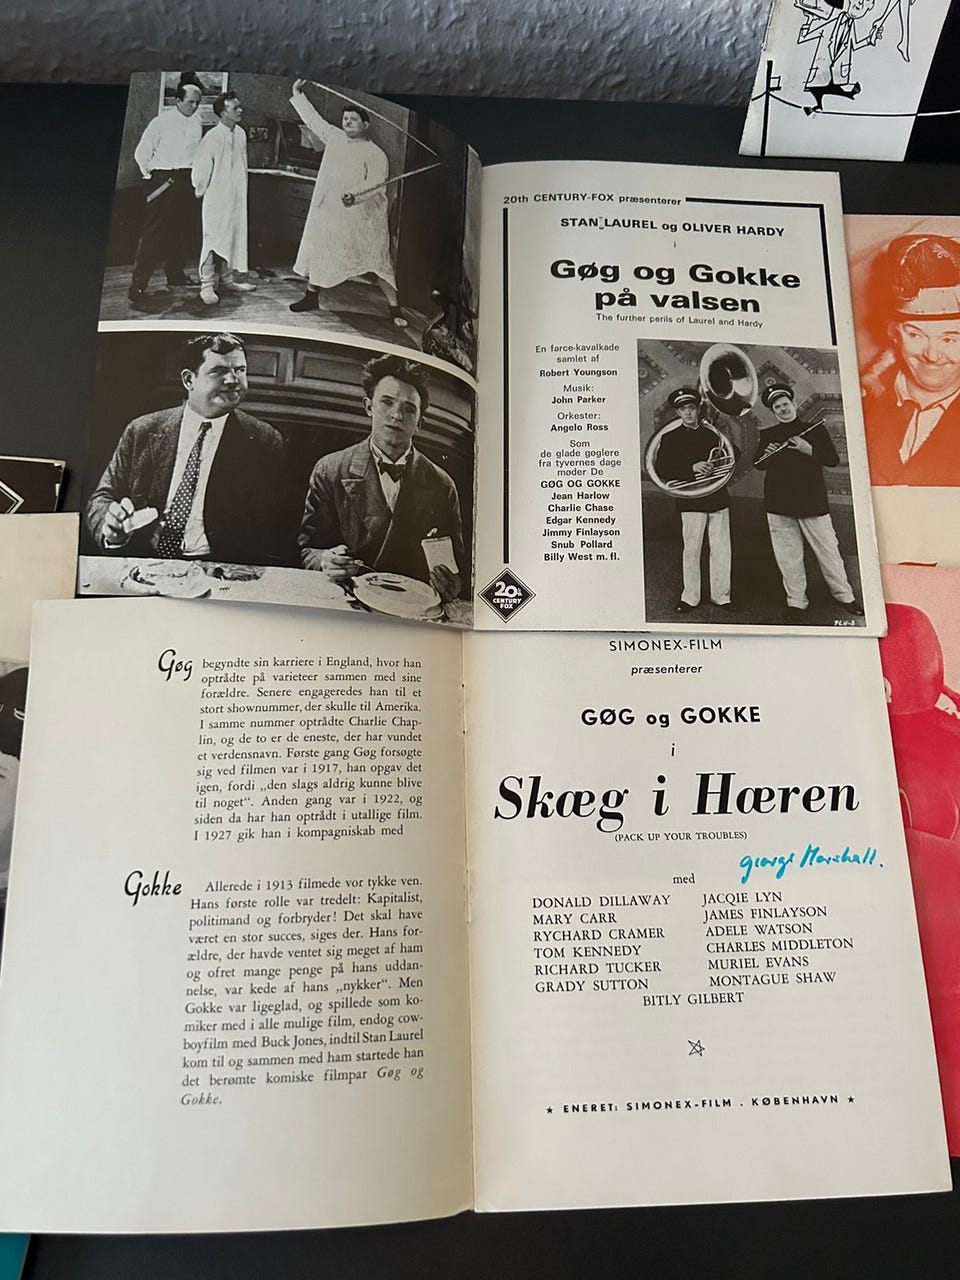 20th CENTURY-FOX præsenterer
STAN LAUREL og OLIVER HARDY
i
Gøg og Gokke
på valsen
The further perils of Laurel and Hardy
En farce-kavalkade
samlet af
Robert Youngson
Musik:
John Parker
Orkester:
Angelo Ross
Som
de glade gøglere
fra tyvernes dage
møder De
GØG OG GOKKE
Jean Harlow
Charlie Chase
Edgar Kennedy
Jimmy Finlayson
Snub Pollard
Billy West m. fl.
20th
CENTURY
FOX
Gøg begyndte sin karriere i England, hvor han
optrådte på varieteer sammen med sine
forældre. Senere engageredes han til et
stort shownummer, der skulle til Amerika.
I samme nummer optrådte Charlie Chap-
lin, og de to er de eneste, der har vundet
et verdensnavn. Første gang Gøg forsøgte
sig ved filmen var i 1917, han opgav det
igen, fordi „den slags aldrig kunne blive
til noget". Anden gang var i 1922, og
siden da har han optrådt i utallige film.
I 1927 gik han i kompagniskab med
Gokke Allerede i 1913 filmede vor tykke ven.
Hans første rolle var tredelt: Kapitalist,
politimand og forbryder! Det skal have
været en stor succes, siges der. Hans for-
ældre, der havde ventet sig meget af ham
og ofret mange penge på hans uddan-
nelse, var kede af hans „nykker". Men
Gokke var ligeglad, og spillede som ko-
miker med i alle mulige film, endog cow-
boyfilm med Buck Jones, indtil Stan Laurel
kom til og sammen med ham startede han
det berømte komiske filmpar Gøg og
Gokke.
SIMONEX-FILM
præsenterer
GØG og GOKKE
i
Skæg i Hæren
(PACK UP YOUR TROUBLES)
George Marshall.
med
DONALD DILLAWAY
MARY CARR
RYCHARD CRAMER
TOM KENNEDY
RICHARD TUCKER
GRADY SUTTON
JACQIE LYN
JAMES FINLAYSON
ADELE WATSON
CHARLES MIDDLETON
MURIEL EVANS
MONTAGUE SHAW
BITLY GILBERT
★ ENERET: SIMONEX-FILM . KØBENHAVN ★